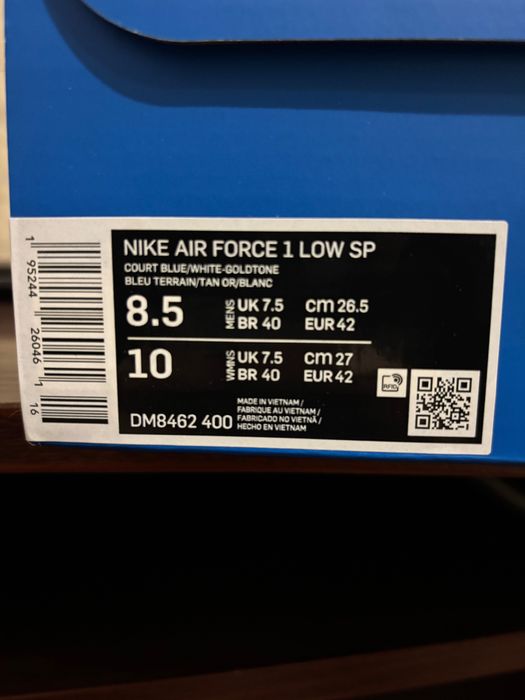 NIKE AIR FORCE 1 LOW SP
COURT BLUE/WHITE-GOLDTONE
BLEU TERRAIN/TAN OR/BLANC
8.5 MENS UK 7.5 cm 26.5
BR 40 EUR 42
10 WMNS UK 7.5 cm 27
BR 40 EUR 42
RFID
MADE IN VIETNAM /
FABRIQUE AU VIETNAM /
FABRICADO NO VIETNÃ /
HECHO EN VIETNAM
DM8462 400
1 95244 26046 1 16